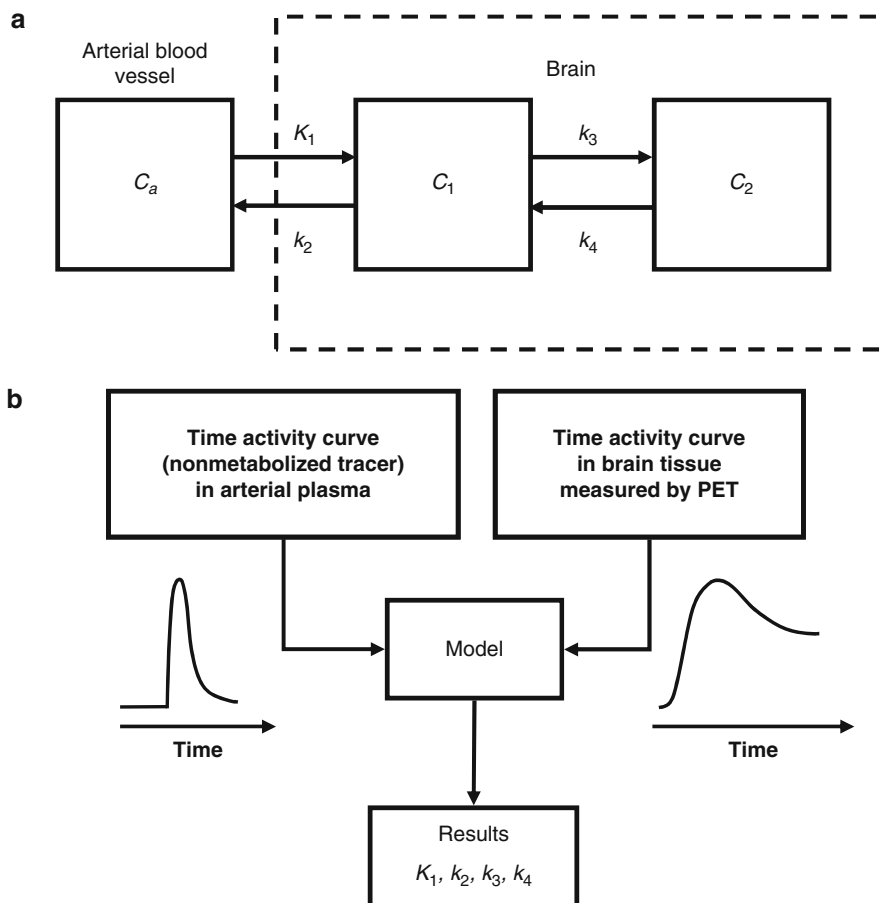 a
Arterial blood
vessel
Brain
Cₐ
K₁
k₂
C₁
k₃
k₄
C₂
b
Time activity curve
(nonmetabolized tracer)
in arterial plasma
Time activity curve
in brain tissue
measured by PET
Model
Time
Time
Results
K₁, k₂, k₃, k₄